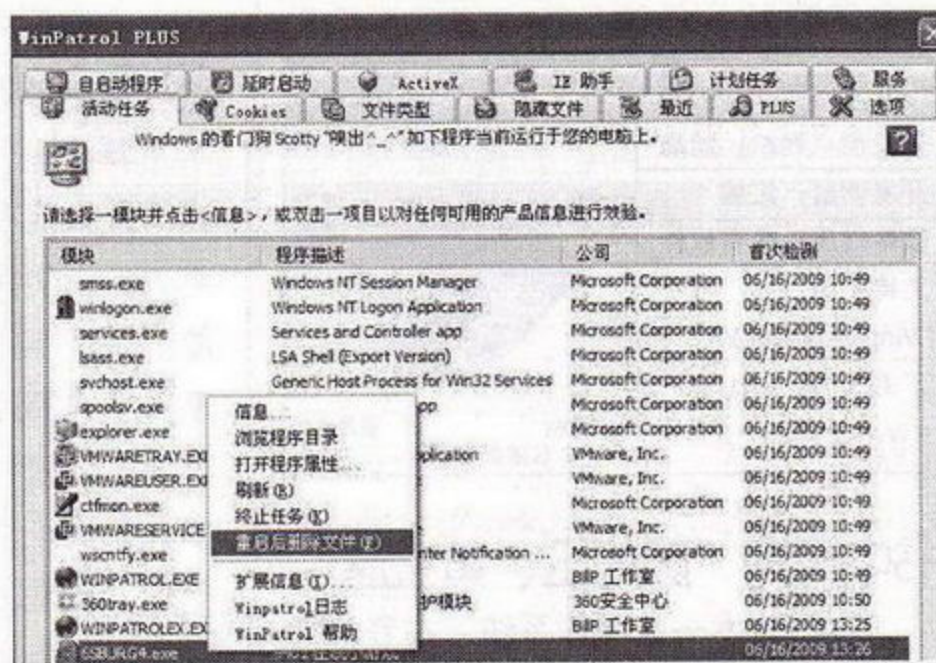 WinPatrol PLUS
自启动程序 延时启动 ActiveX IE 助手 计划任务 服务
活动任务 Cookies 文件类型 隐藏文件 最近 PLUS 选项
Windows 的看门狗 Scotty "嗅出^_^" 如下程序当前运行于您的电脑上。
请选择一模块并点击<信息>，或双击一项目以对任何可用的产品信息进行效验。
模块 程序描述 公司 首次检测
smss.exe Windows NT Session Manager Microsoft Corporation 06/16/2009 10:49
winlogon.exe Windows NT Logon Application Microsoft Corporation 06/16/2009 10:49
services.exe Services and Controller app Microsoft Corporation 06/16/2009 10:49
lsass.exe LSA Shell (Export Version) Microsoft Corporation 06/16/2009 10:49
svchost.exe Generic Host Process for Win32 Services Microsoft Corporation 06/16/2009 10:49
spoolsv.exe pp Microsoft Corporation 06/16/2009 10:49
explorer.exe Microsoft Corporation 06/16/2009 10:49
VMWARETRAY.EXE plication VMware, Inc. 06/16/2009 10:49
VMWAREUSER.EX VMware, Inc. 06/16/2009 10:49
ctfmon.exe Microsoft Corporation 06/16/2009 10:49
VMWARESERVICE VMware, Inc. 06/16/2009 10:49
wscntfy.exe nter Notification ... Microsoft Corporation 06/16/2009 10:49
WINPATROL.EXE BillP 工作室 06/16/2009 10:49
360tray.exe 护模块 360安全中心 06/16/2009 10:50
WINPATROLEX.EX BillP 工作室 06/16/2009 13:25
06/16/2009 13:26
信息...
浏览程序目录
打开程序属性...
刷新(R)
终止任务(K)
重启后删除文件(E)
扩展信息(I)
Winpatrol日志
WinPatrol 帮助